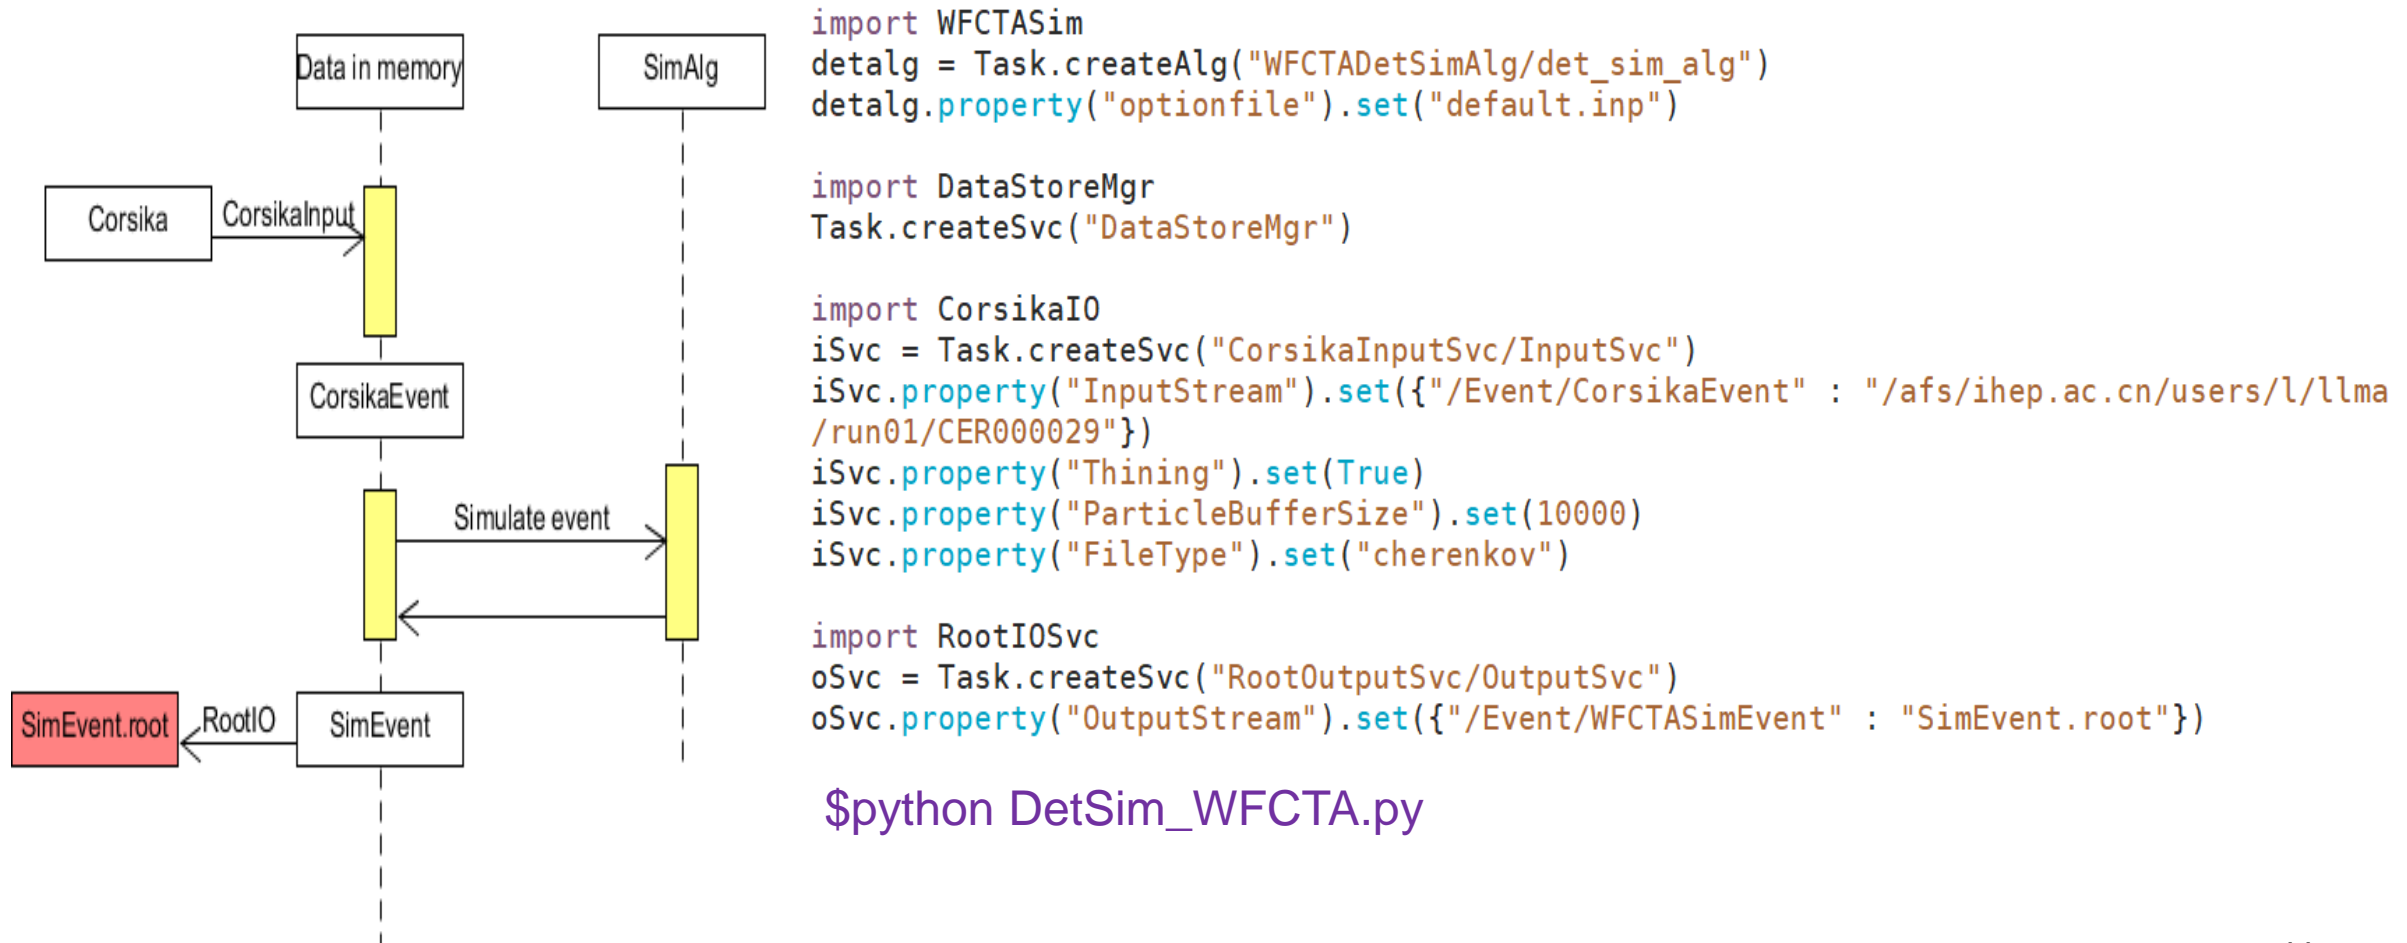 Data in memory
SimAlg
Corsika
CorsikaInput
CorsikaEvent
Simulate event
SimEvent.root
RootIO
SimEvent
import WFCTASim
detalg = Task.createAlg("WFCTADetSimAlg/det_sim_alg")
detalg.property("optionfile").set("default.inp")
import DataStoreMgr
Task.createSvc("DataStoreMgr")
import CorsikaIO
iSvc = Task.createSvc("CorsikaInputSvc/InputSvc")
iSvc.property("InputStream").set({"/Event/CorsikaEvent" : "/afs/ihep.ac.cn/users/l/llma
/run01/CER000029"})
iSvc.property("Thining").set(True)
iSvc.property("ParticleBufferSize").set(10000)
iSvc.property("FileType").set("cherenkov")
import RootIOSvc
oSvc = Task.createSvc("RootOutputSvc/OutputSvc")
oSvc.property("OutputStream").set({"/Event/WFCTASimEvent" : "SimEvent.root"})
$python DetSim_WFCTA.py